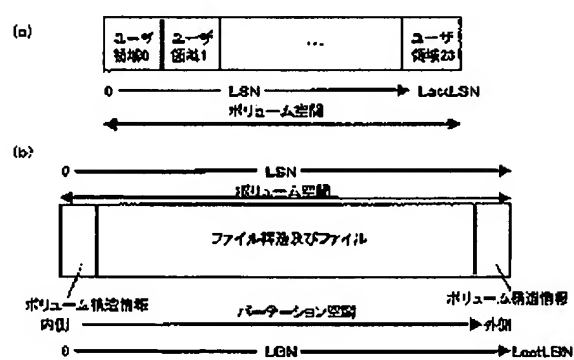 (a)
ユーザ 領域0
ユーザ 領域1
...
ユーザ 領域23
0 LSN LastLSN
ボリューム空間
(b)
0 LSN
ボリューム空間
ファイル構造及びファイル
ボリューム構造情報 ボリューム構造情報
内側 パーテーション空間 外側
0 LBN LastLBN